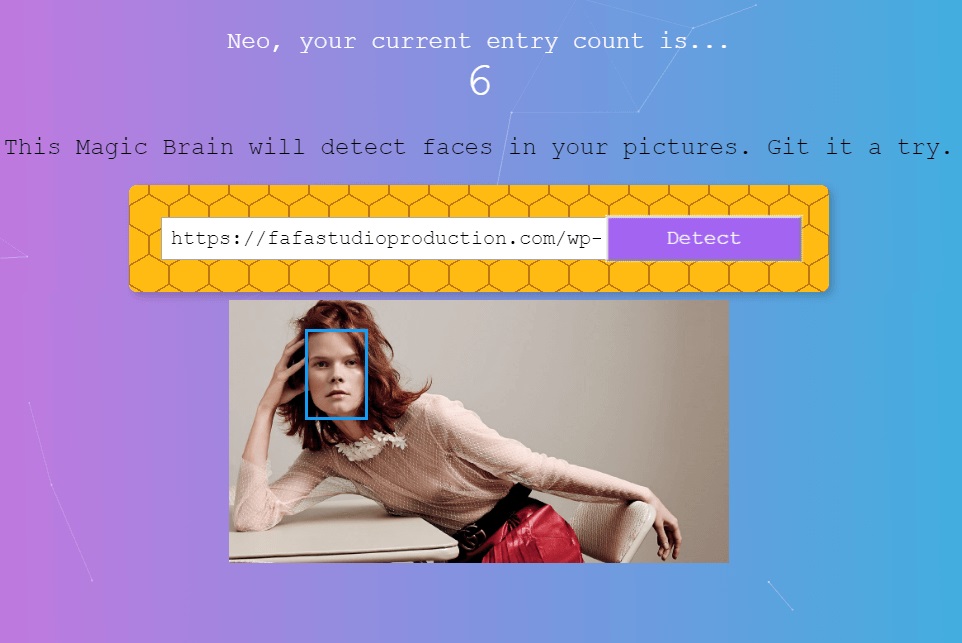 Neo, your current entry count is...
6
This Magic Brain will detect faces in your pictures. Git it a try.
https://fafastudioproduction.com/wp-
Detect